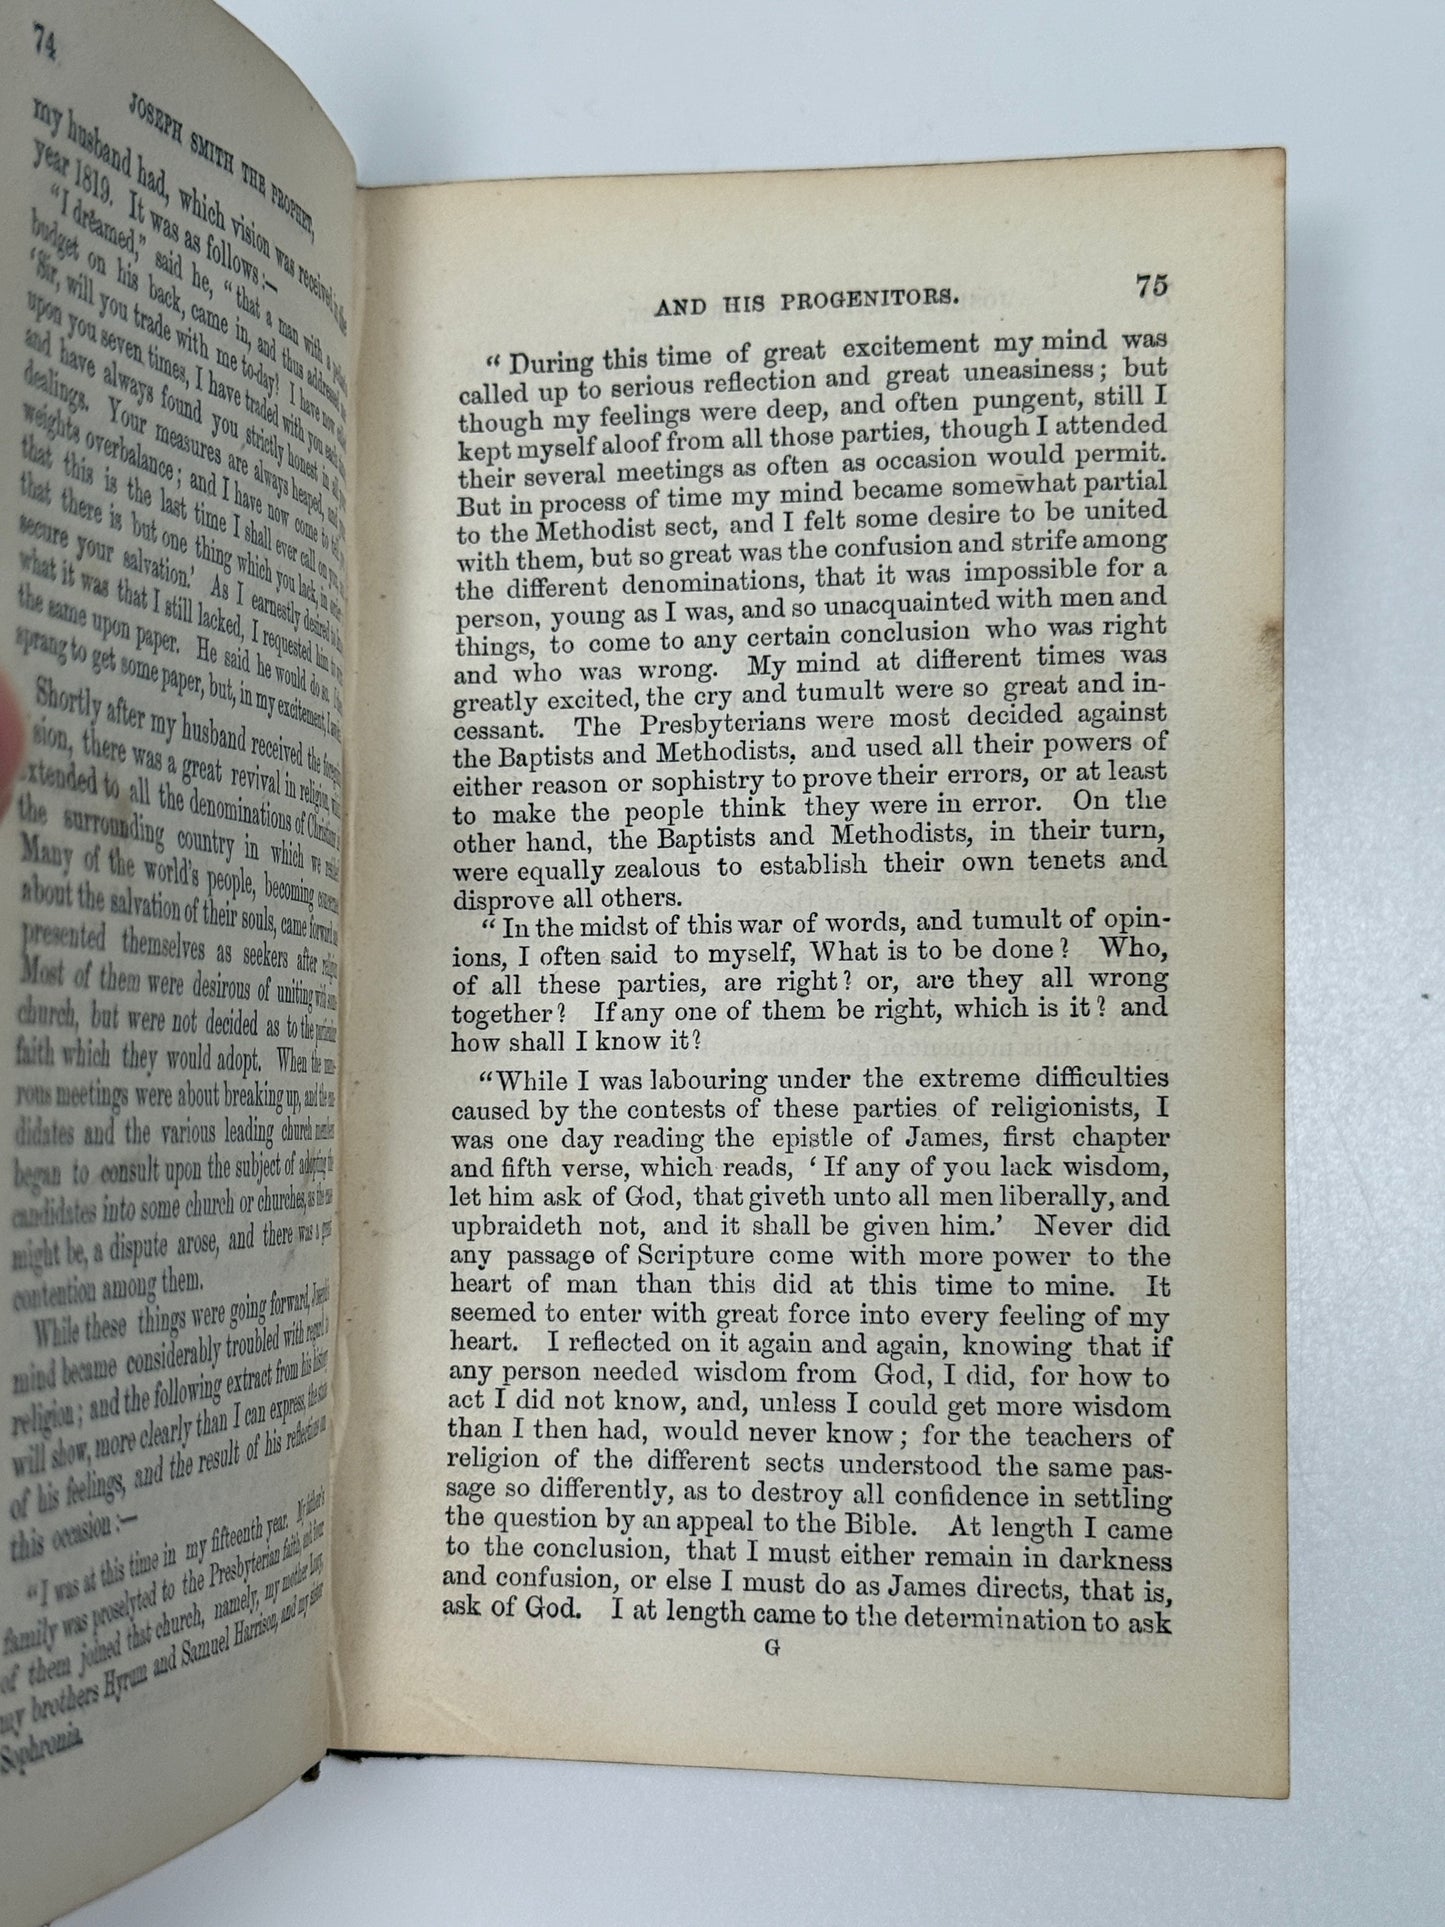 74
JOSEPH SMITH THE PROPHET,
my husband had, which vision was received in the
year 1819. It was as follows:—
"I dreamed," said he, "that a man with a
budget on his back, came in, and thus addressed
'Sir, will you trade with me to-day! I have now
upon you seven times, I have traded with you each
and have always found you strictly honest in all
dealings. Your measures are always heaped, and
weights overbalance; and I have now come to tell
that this is the last time I shall ever call on you,
that there is but one thing which you lack, in
secure your salvation.' As I earnestly desired
what it was that I still lacked, I requested him to
the same upon paper. He said he would do so. I
sprang to get some paper, but, in my excitement, I
Shortly after my husband received the
sion, there was a great revival in religion,
extended to all the denominations of Christians
the surrounding country in which we resided
Many of the world's people, becoming concerned
about the salvation of their souls, came forward
presented themselves as seekers after religion
Most of them were desirous of uniting with some
church, but were not decided as to the particular
faith which they would adopt. When the
rous meetings were about breaking up, and the
didates and the various leading church members
began to consult upon the subject of adopting the
candidates into some church or churches, as the case
might be, a dispute arose, and there was a great
contention among them.
While these things were going forward, Joseph's
mind became considerably troubled with regard to
religion; and the following extract from his history
will show, more clearly than I can express, the state
of his feelings, and the result of his reflections on
this occasion:—
"I was at this time in my fifteenth year. My father's
family was proselyted to the Presbyterian faith, and four
of them joined that church, namely, my mother Lucy,
my brothers Hyrum and Samuel Harrison, and my sister
Sophronia.
AND HIS PROGENITORS. 75
"During this time of great excitement my mind was
called up to serious reflection and great uneasiness; but
though my feelings were deep, and often pungent, still I
kept myself aloof from all those parties, though I attended
their several meetings as often as occasion would permit.
But in process of time my mind became somewhat partial
to the Methodist sect, and I felt some desire to be united
with them, but so great was the confusion and strife among
the different denominations, that it was impossible for a
person, young as I was, and so unacquainted with men and
things, to come to any certain conclusion who was right
and who was wrong. My mind at different times was
greatly excited, the cry and tumult were so great and in-
cessant. The Presbyterians were most decided against
the Baptists and Methodists, and used all their powers of
either reason or sophistry to prove their errors, or at least
to make the people think they were in error. On the
other hand, the Baptists and Methodists, in their turn,
were equally zealous to establish their own tenets and
disprove all others.
"In the midst of this war of words, and tumult of opin-
ions, I often said to myself, What is to be done? Who,
of all these parties, are right? or, are they all wrong
together? If any one of them be right, which is it? and
how shall I know it?
"While I was labouring under the extreme difficulties
caused by the contests of these parties of religionists, I
was one day reading the epistle of James, first chapter
and fifth verse, which reads, 'If any of you lack wisdom,
let him ask of God, that giveth unto all men liberally, and
upbraideth not, and it shall be given him.' Never did
any passage of Scripture come with more power to the
heart of man than this did at this time to mine. It
seemed to enter with great force into every feeling of my
heart. I reflected on it again and again, knowing that if
any person needed wisdom from God, I did, for how to
act I did not know, and, unless I could get more wisdom
than I then had, would never know; for the teachers of
religion of the different sects understood the same pas-
sage so differently, as to destroy all confidence in settling
the question by an appeal to the Bible. At length I came
to the conclusion, that I must either remain in darkness
and confusion, or else I must do as James directs, that is,
ask of God. I at length came to the determination to ask
G